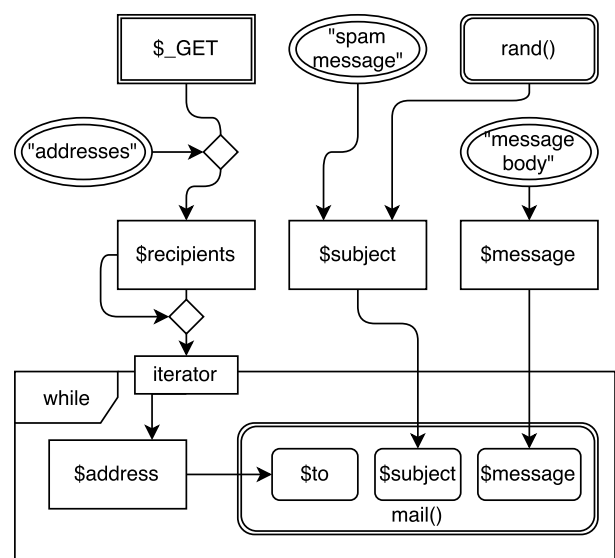 $_GET
"spam
message"
rand()
"addresses"
"message
body"
$recipients
$subject
$message
iterator
while
$address
$to
$subject
$message
mail()